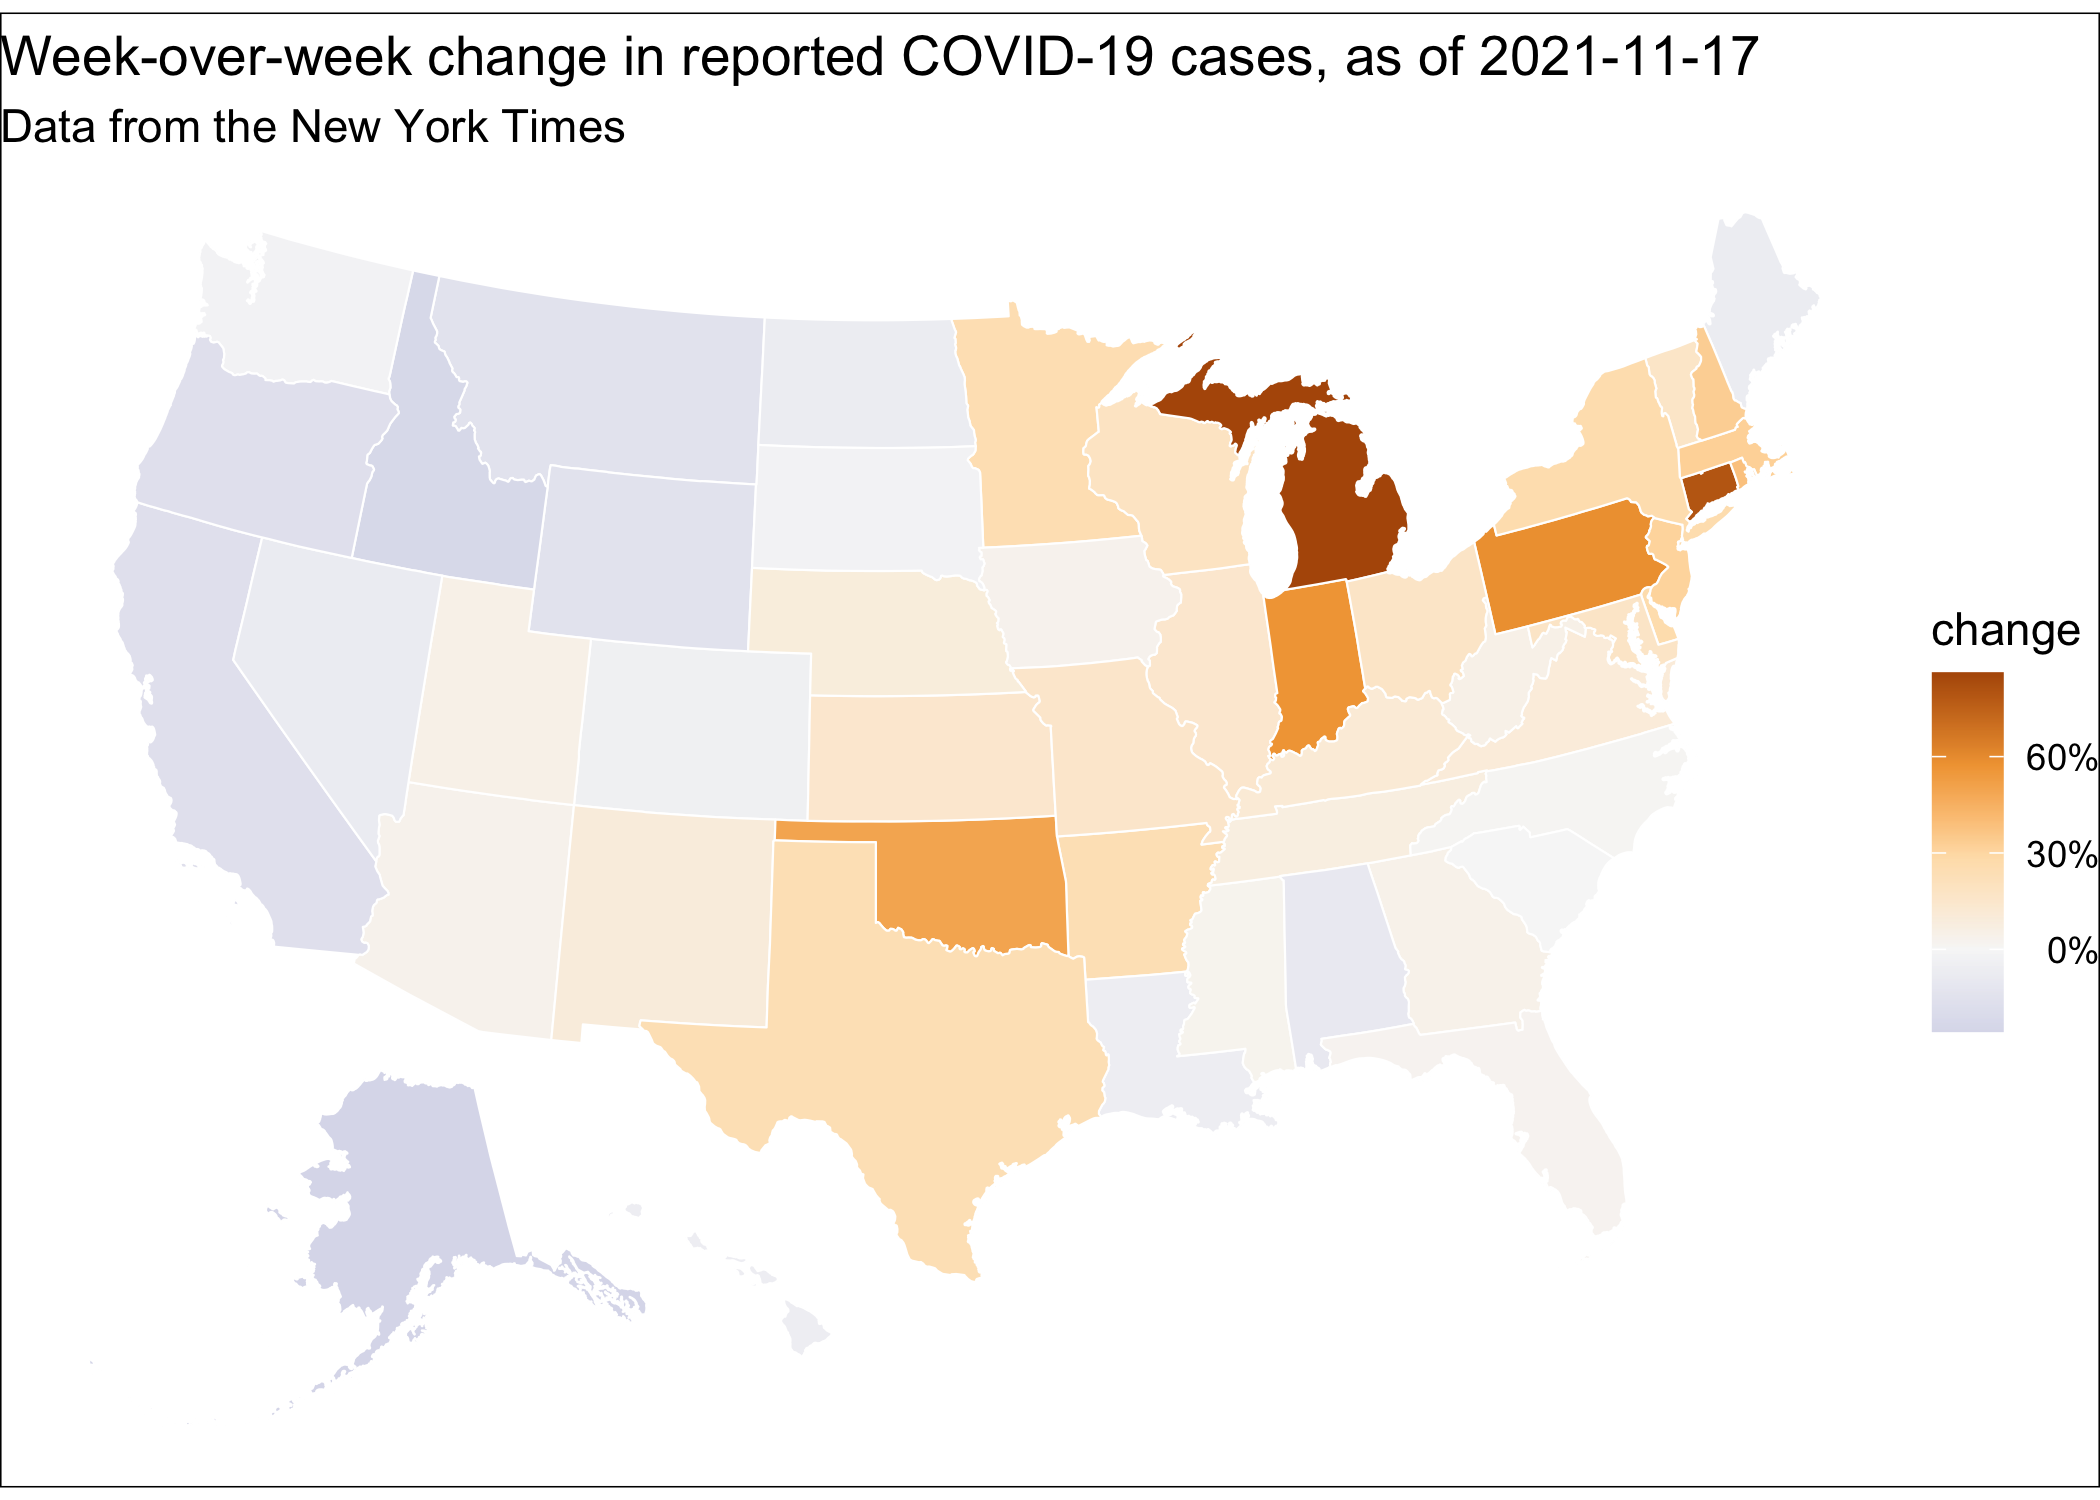 Week-over-week change in reported COVID-19 cases, as of 2021-11-17
Data from the New York Times
change
60%
30%
0%